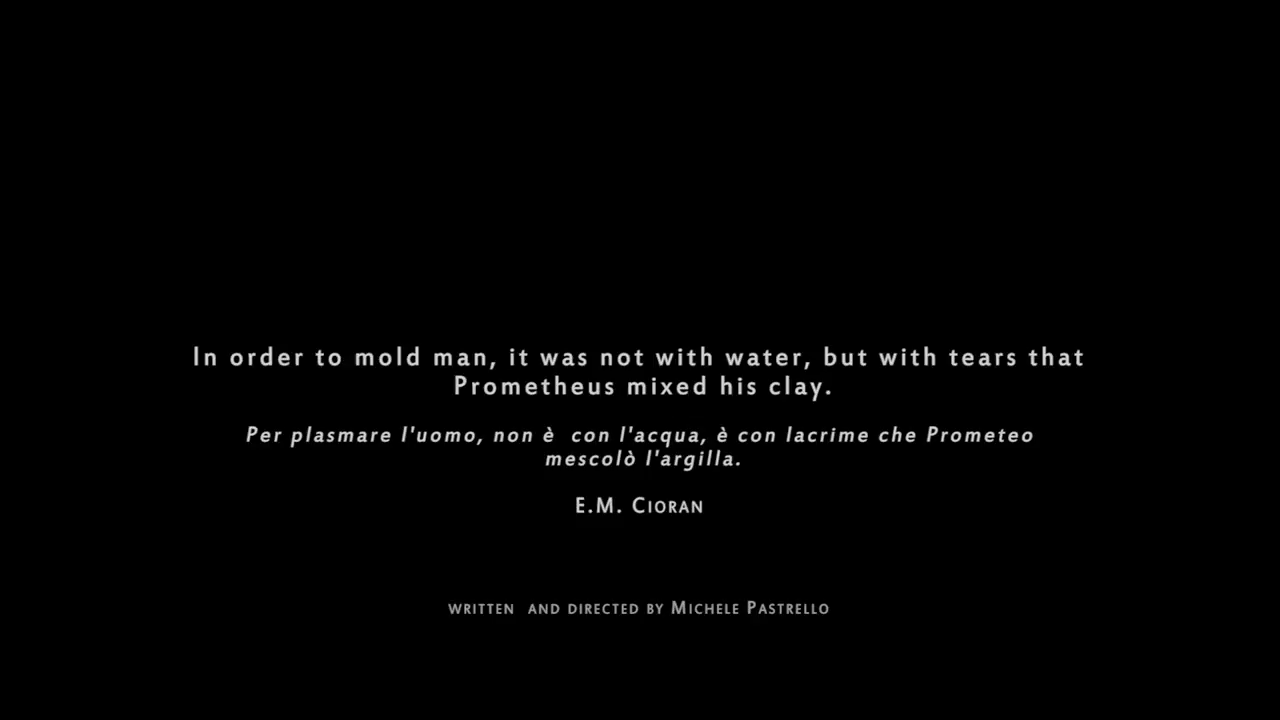 In order to mold man, it was not with water, but with tears that
Prometheus mixed his clay.
Per plasmare l'uomo, non è  con l'acqua, è con lacrime che Prometeo
mescolò l'argilla.
E.M. Cioran
written  and directed by Michele Pastrello